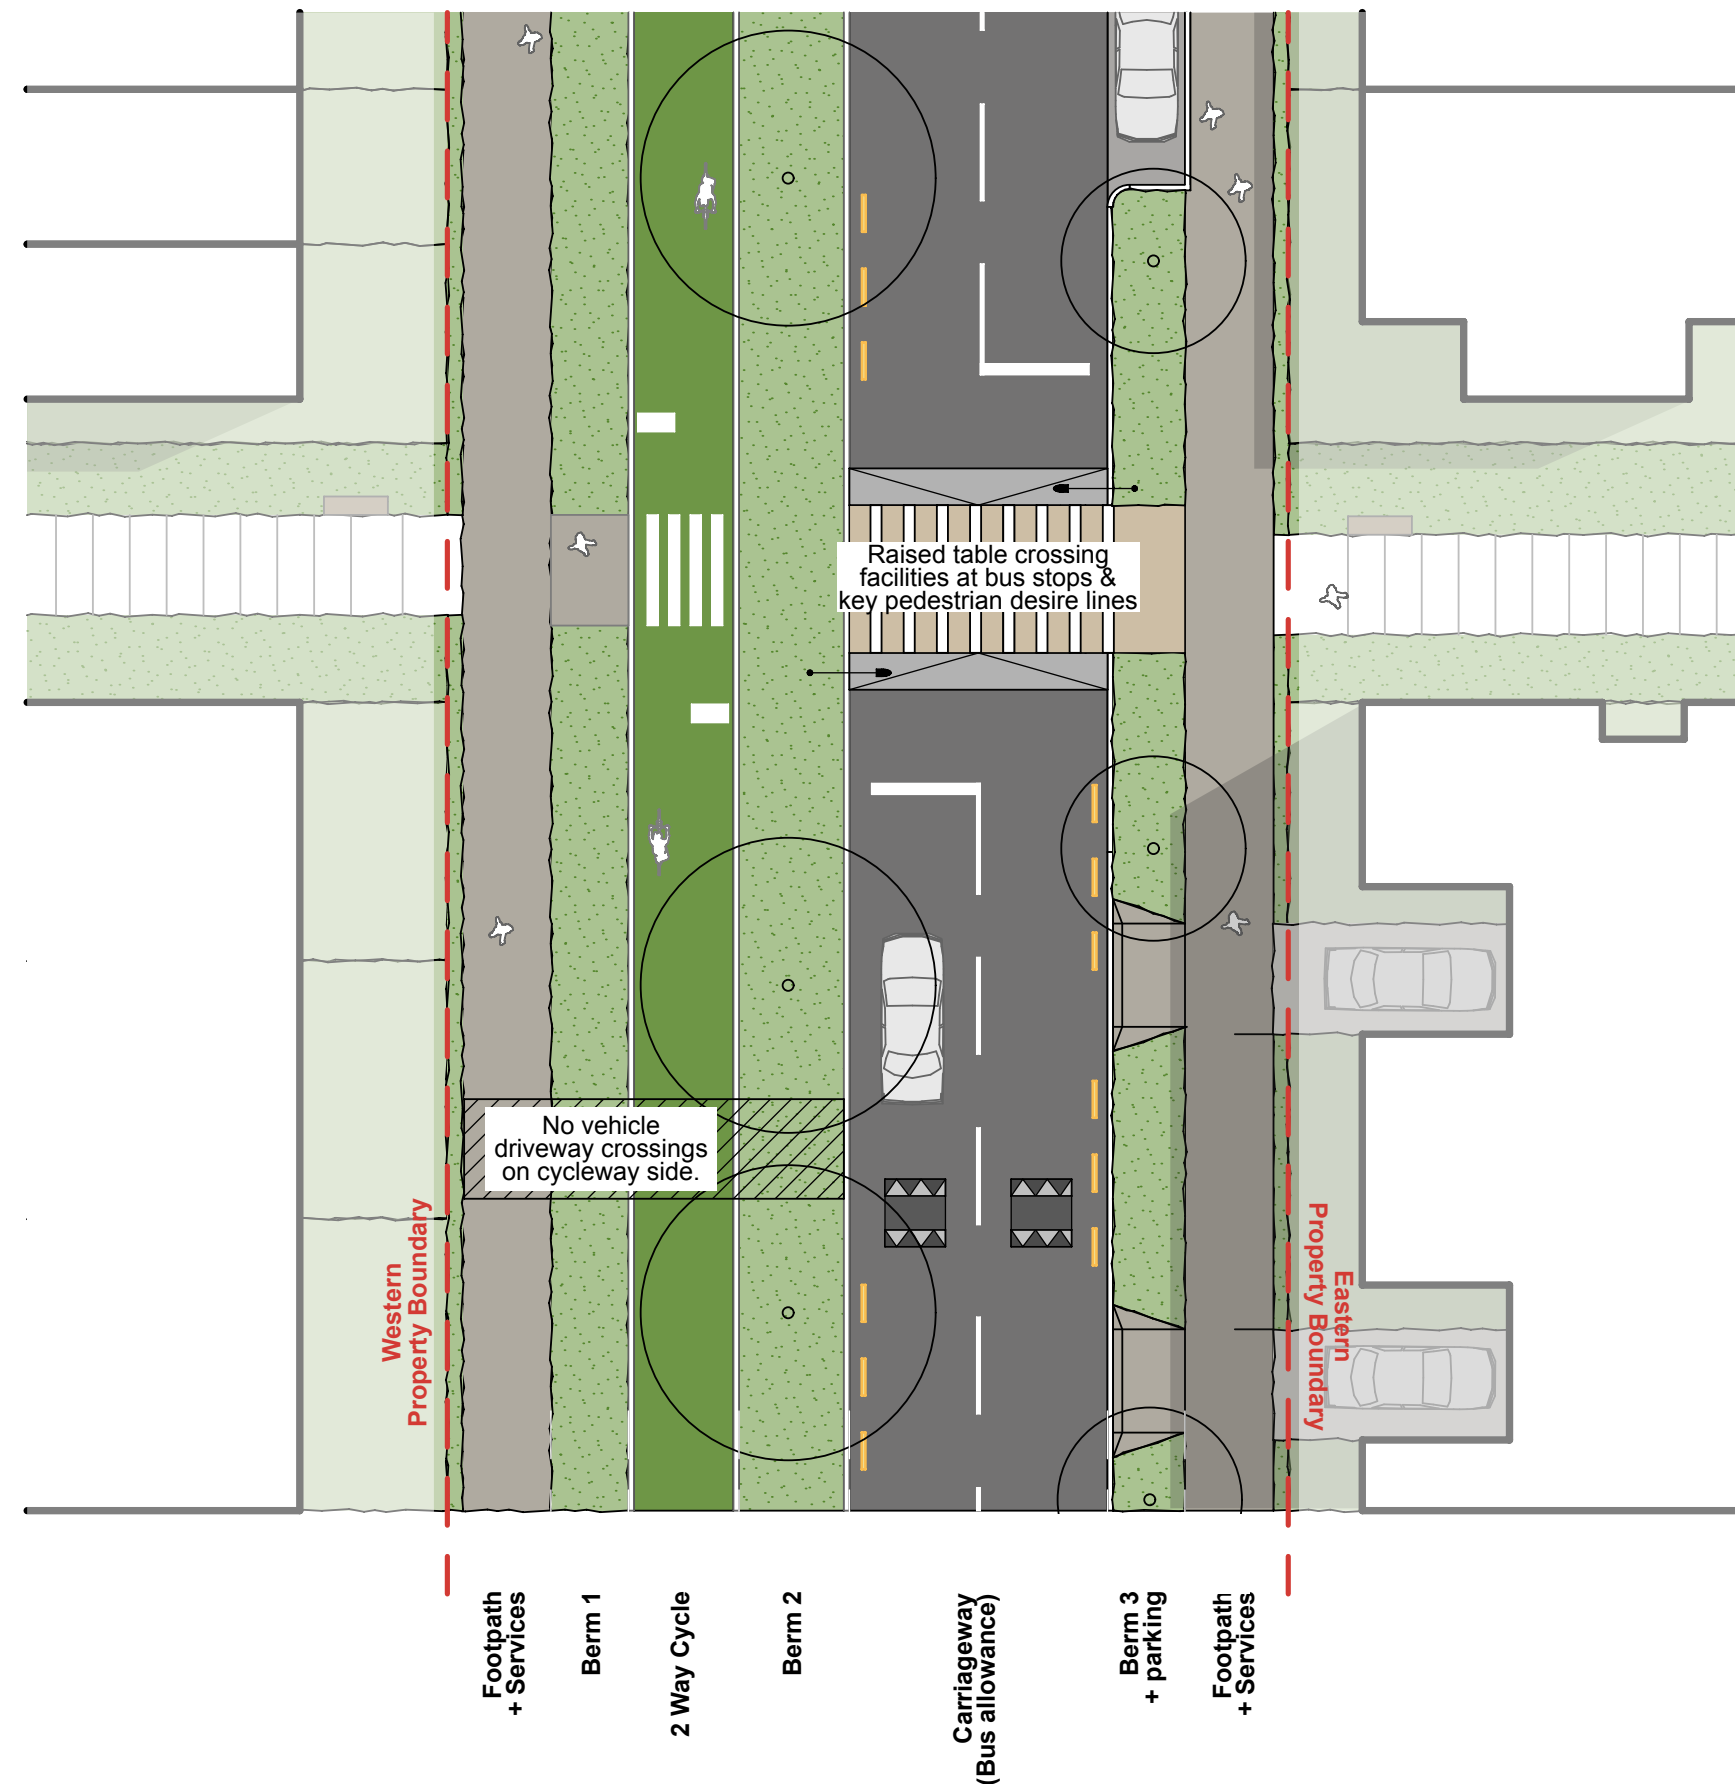 Raised table crossing
facilities at bus stops &
key pedestrian desire lines
No vehicle
driveway crossings
on cycleway side.
Western
Property Boundary
Eastern
Property Boundary
Footpath
+ Services
Berm 1
2 Way Cycle
Berm 2
Carriageway
(Bus allowance)
Berm 3
+ parking
Footpath
+ Services